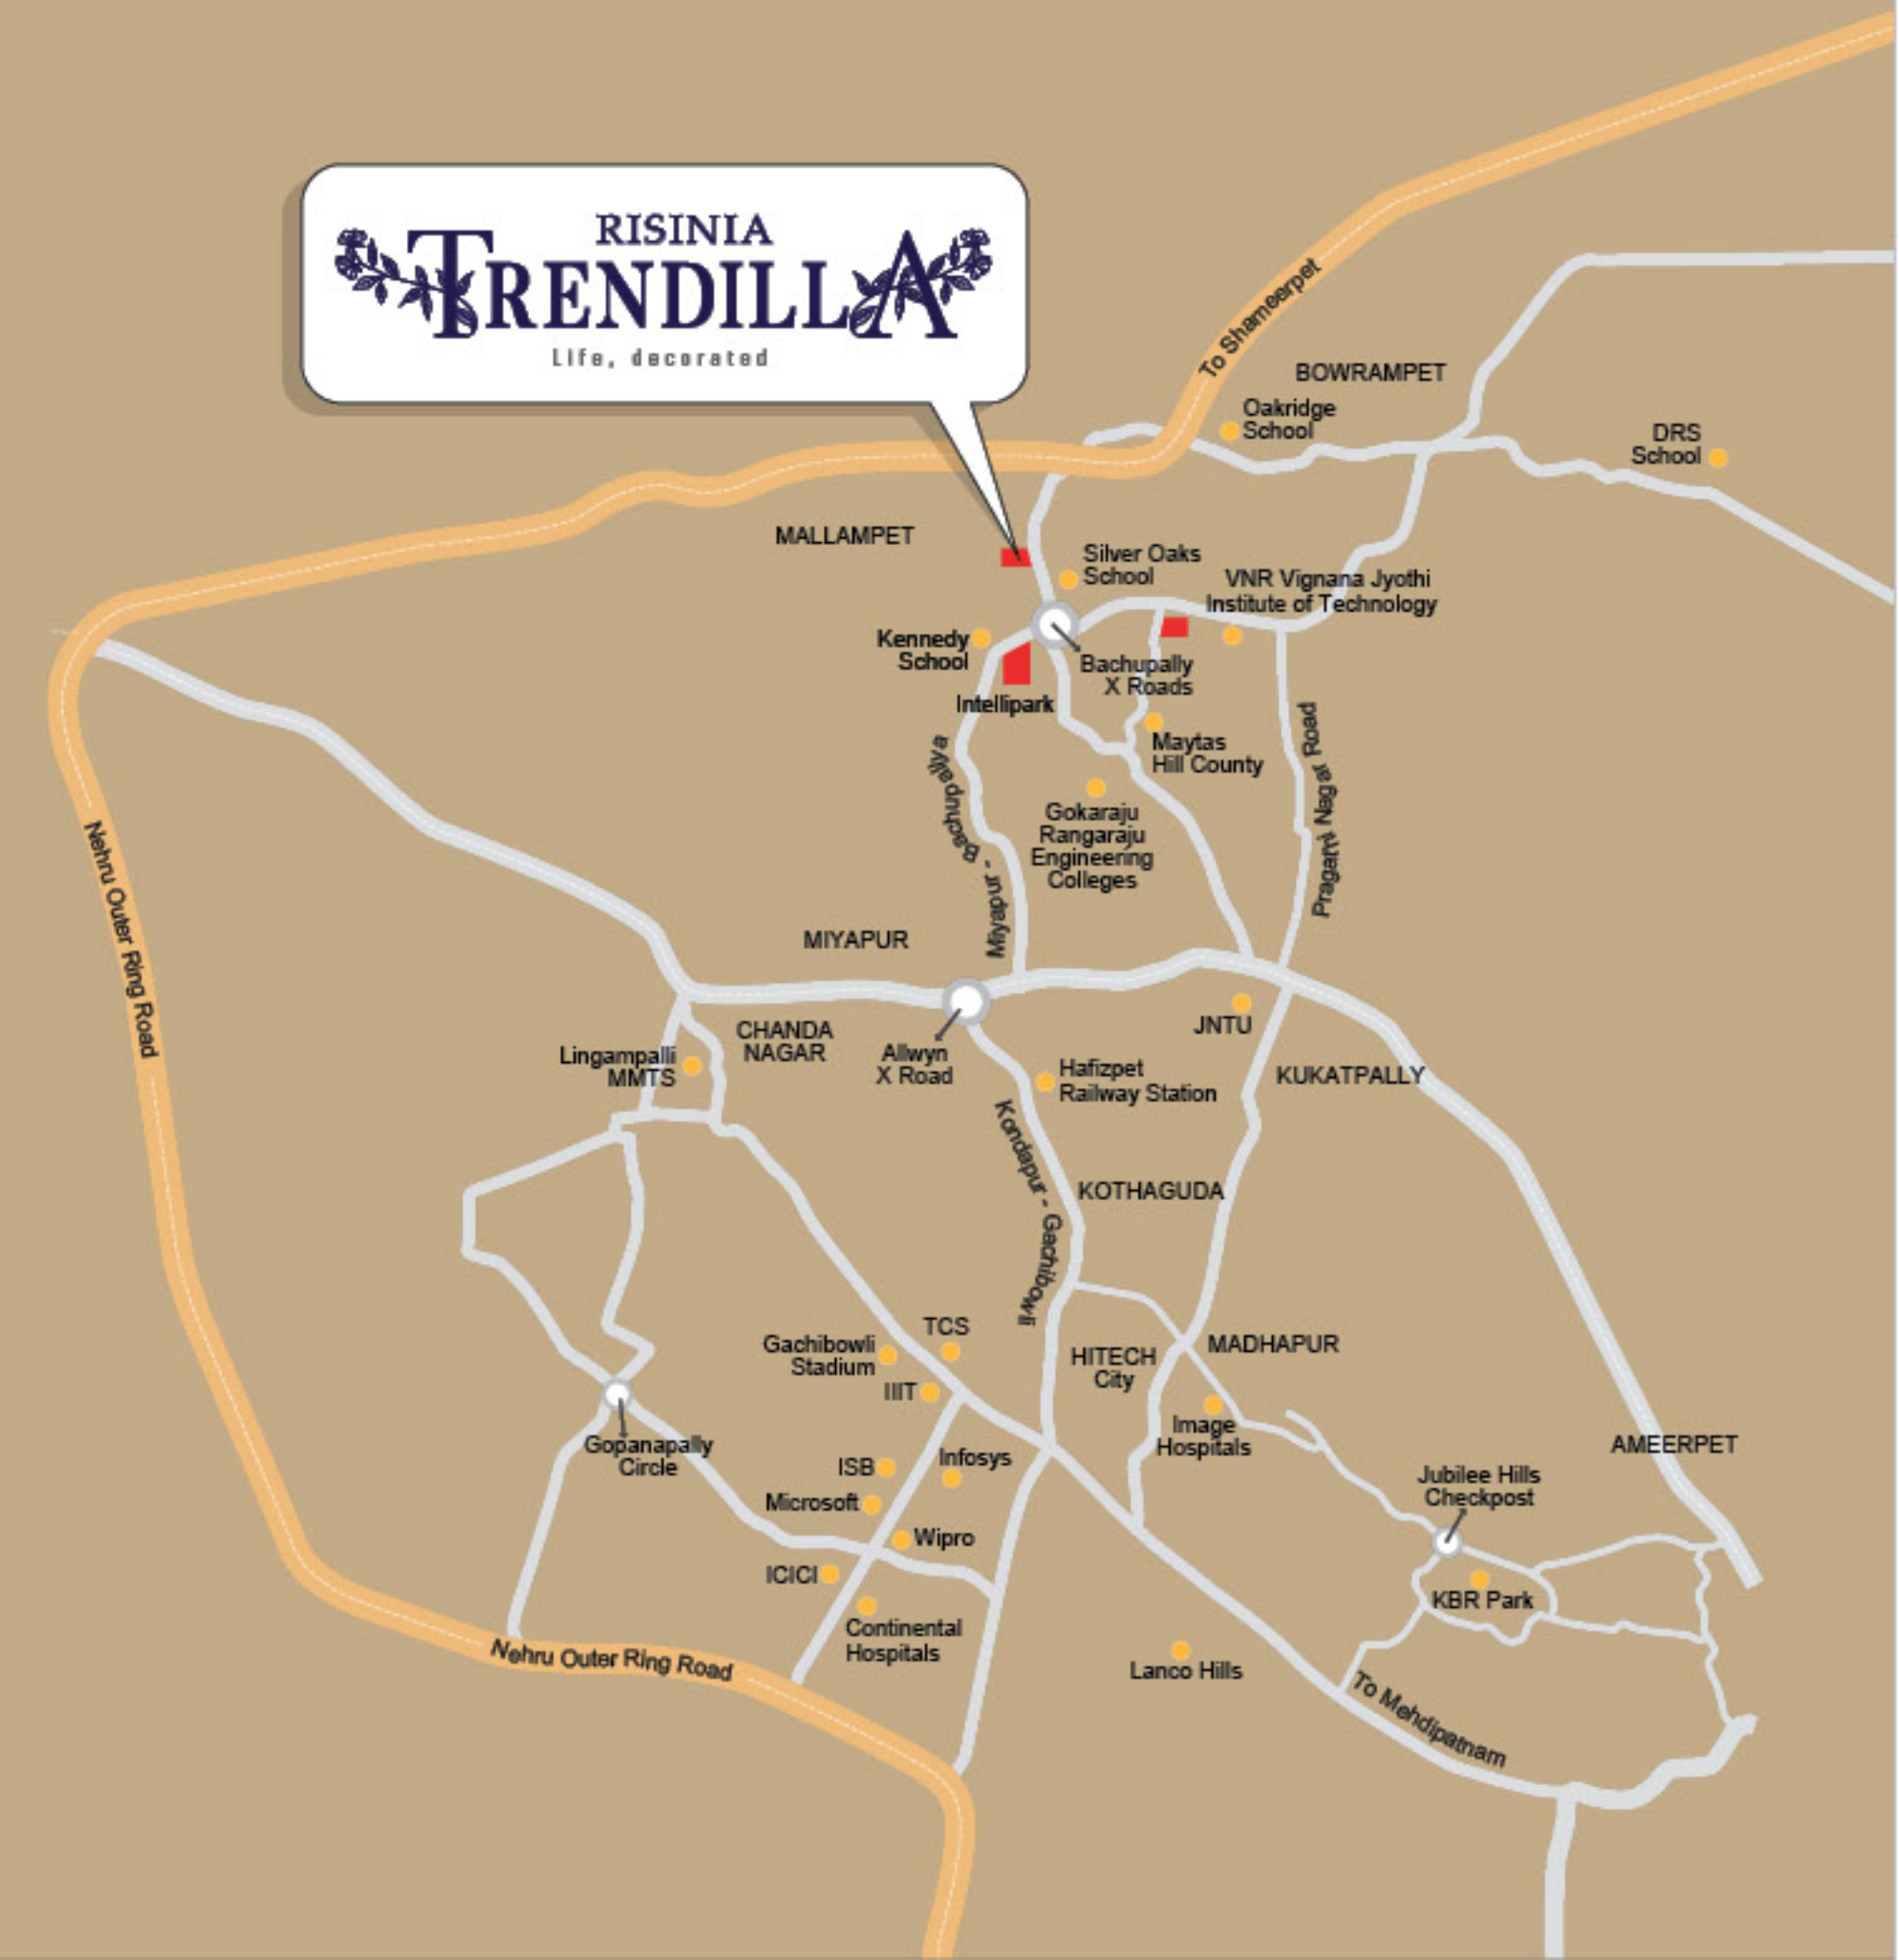 RISINIA
TRENDILLA
Life, decorated
To Shameerpet
BOWRAMPET
Oakridge
School
DRS
School
MALLAMPET
Silver Oaks
School
VNR Vignana Jyothi
Institute of Technology
Kennedy
School
Bachupally
X Roads
Intellipark
Maytas
Hill County
Miyapur - Bachupallya
Pragathi Nagar Road
Gokaraju
Rangaraju
Engineering
Colleges
Nehru Outer Ring Road
MIYAPUR
CHANDA
NAGAR
Allwyn
X Road
JNTU
Lingampalli
MMTS
Hafizpet
Railway Station
KUKATPALLY
Kondapur - Gachibowli
KOTHAGUDA
TCS
Gachibowli
Stadium
IIIT
HITECH
City
MADHAPUR
Image
Hospitals
Gopanapally
Circle
ISB
Infosys
Microsoft
Wipro
ICICI
Continental
Hospitals
AMEERPET
Jubilee Hills
Checkpost
KBR Park
Lanco Hills
Nehru Outer Ring Road
To Mehdipatnam